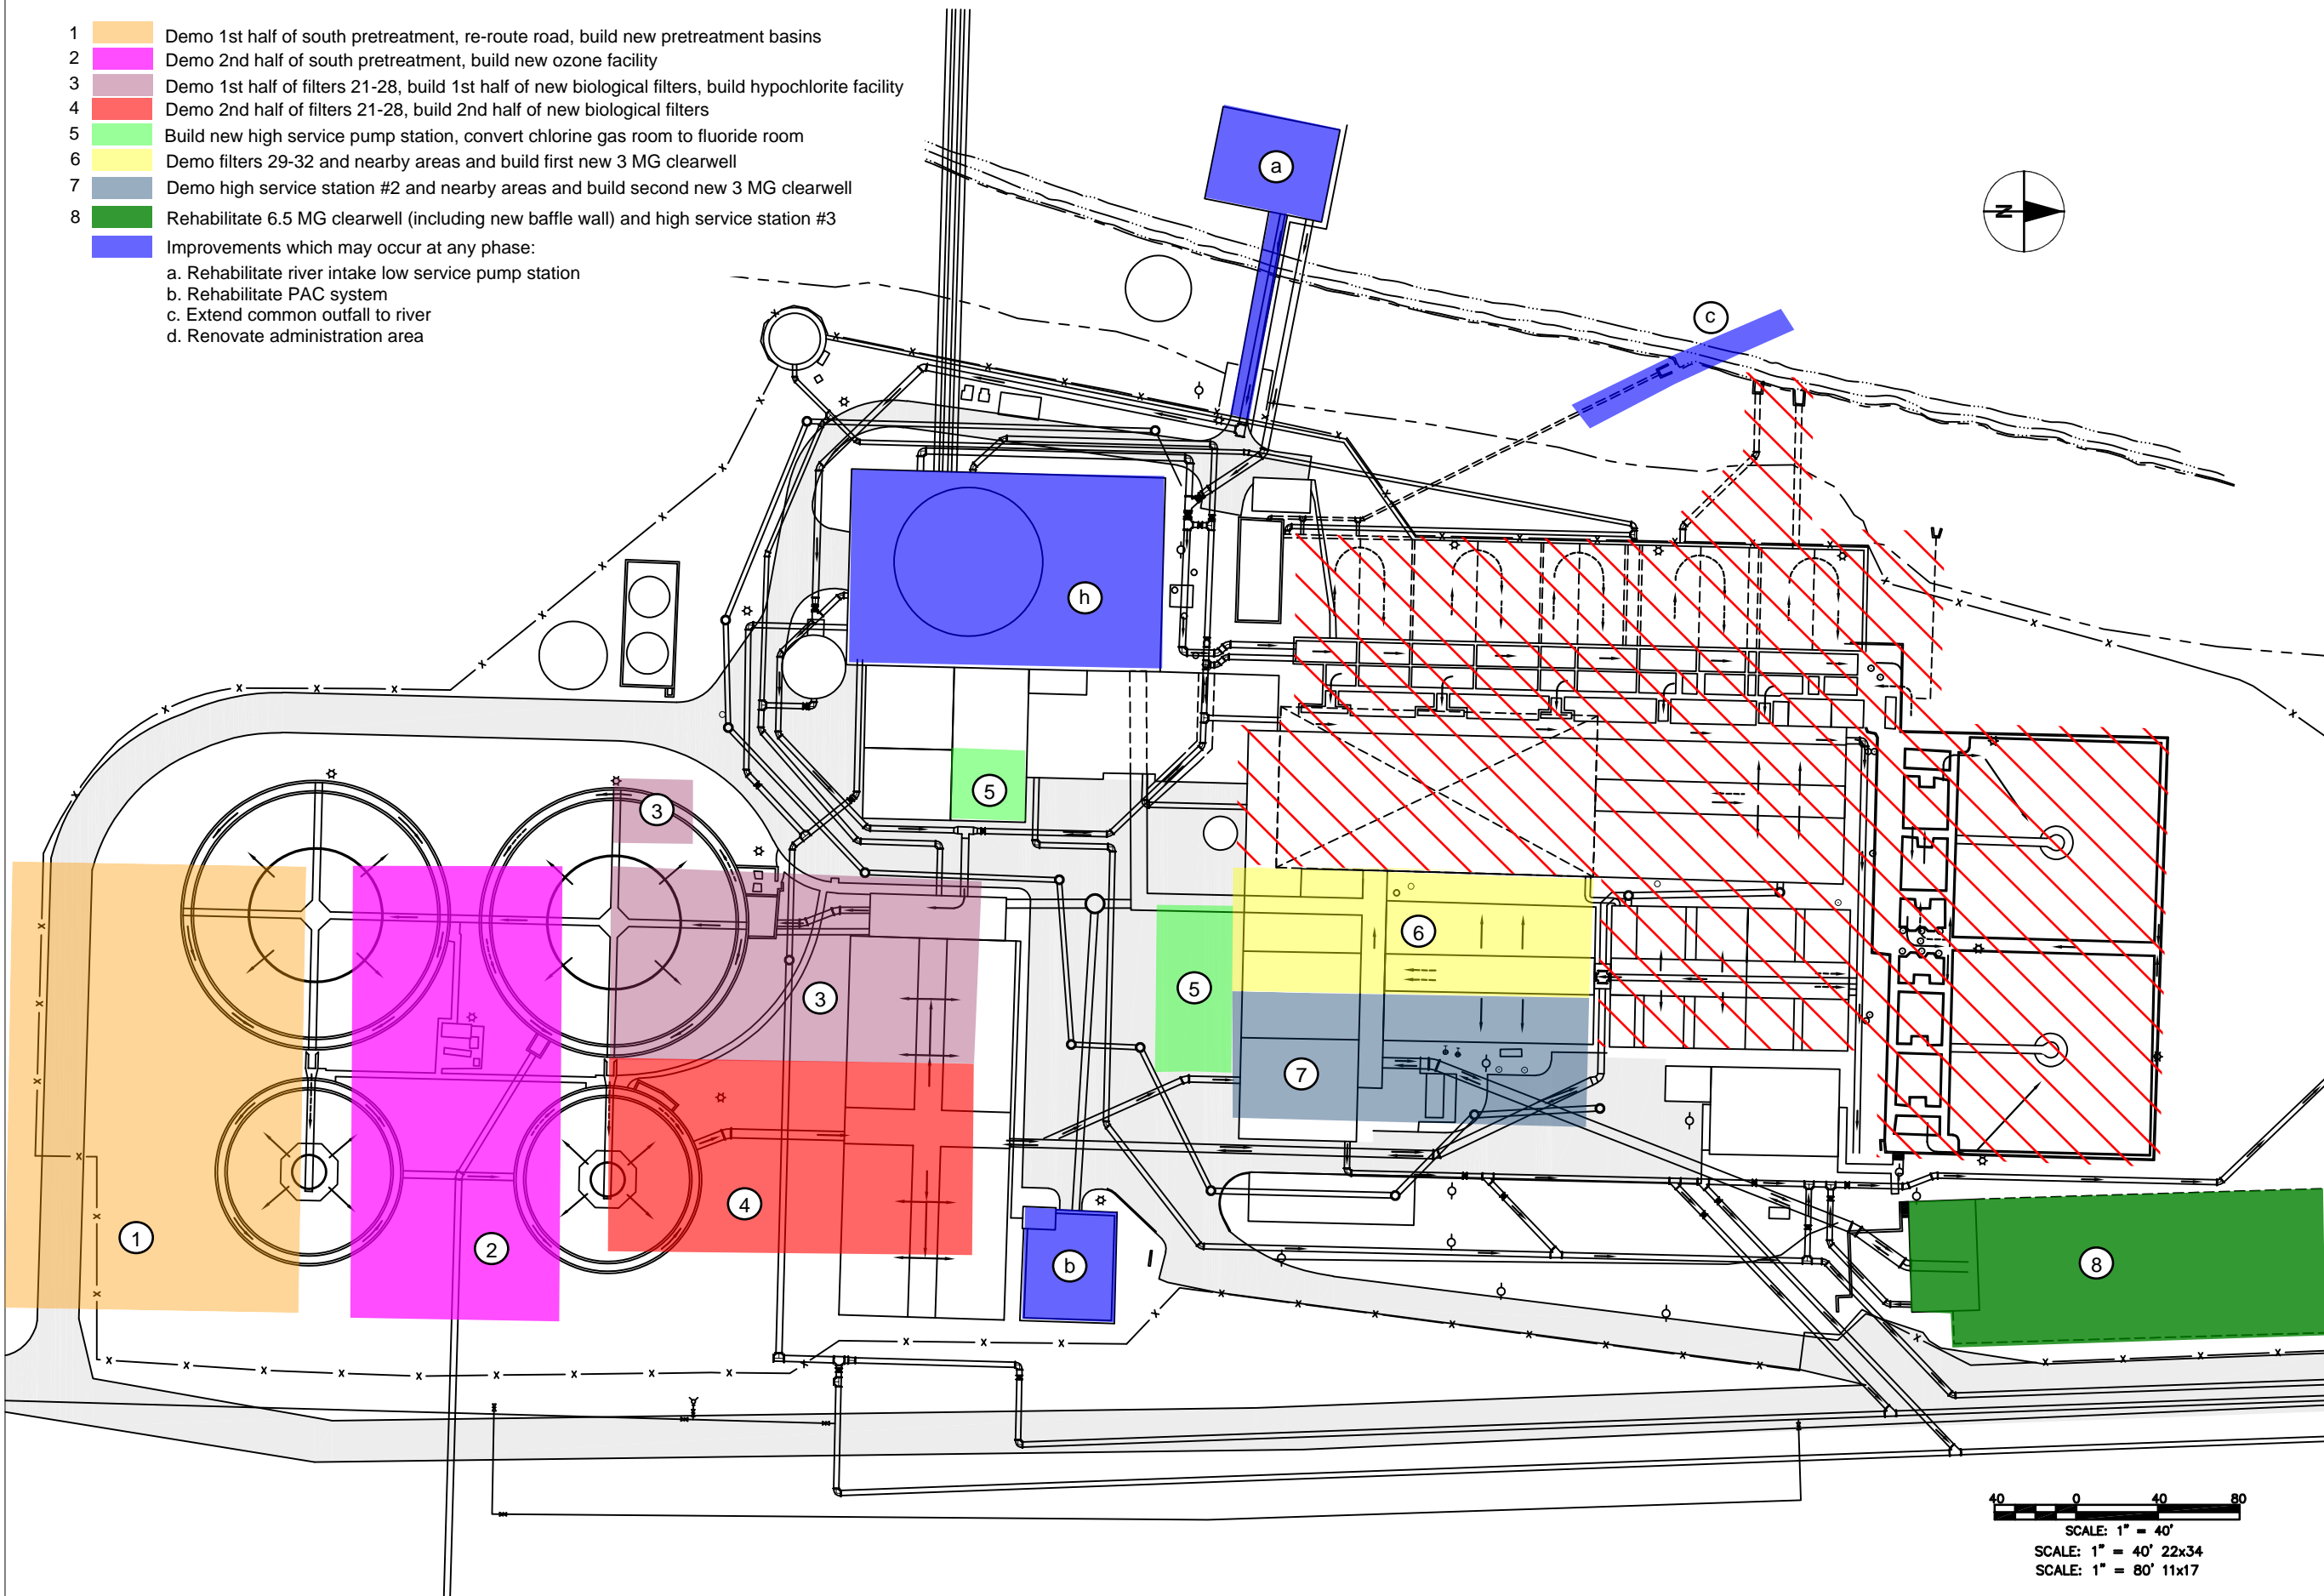 1 Demo 1st half of south pretreatment, re-route road, build new pretreatment basins
2 Demo 2nd half of south pretreatment, build new ozone facility
3 Demo 1st half of filters 21-28, build 1st half of new biological filters, build hypochlorite facility
4 Demo 2nd half of filters 21-28, build 2nd half of new biological filters
5 Build new high service pump station, convert chlorine gas room to fluoride room
6 Demo filters 29-32 and nearby areas and build first new 3 MG clearwell
7 Demo high service station #2 and nearby areas and build second new 3 MG clearwell
8 Rehabilitate 6.5 MG clearwell (including new baffle wall) and high service station #3
Improvements which may occur at any phase:
a. Rehabilitate river intake low service pump station
b. Rehabilitate PAC system
c. Extend common outfall to river
d. Renovate administration area
a
N
c
h
5
3
6
5
3
7
4
1
2
b
8
40 0 40 80
SCALE: 1" = 40'
SCALE: 1" = 40' 22x34
SCALE: 1" = 80' 11x17